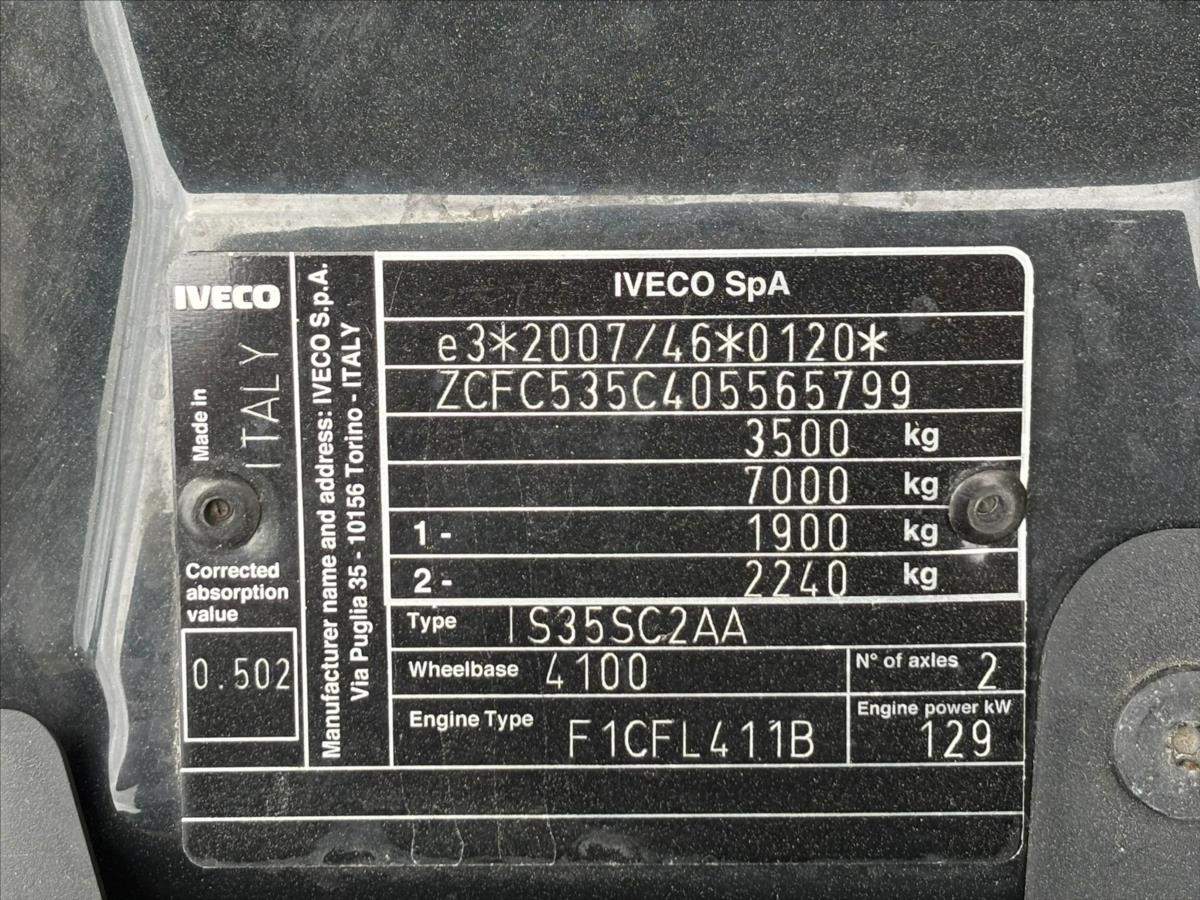 IVECO
Made in
ITALY
Corrected
absorption
value
0.502
Manufacturer name and address: IVECO S.p.A.
Via Puglia 35 - 10156 Torino - ITALY
IVECO SpA
e3*2007/46*0120*
ZCFC535C405565799
3500 kg
7000 kg
1 - 1900 kg
2 - 2240 kg
Type IS35SC2AA
Wheelbase 4100
N° of axles 2
Engine Type F1CFL411B
Engine power kW
129